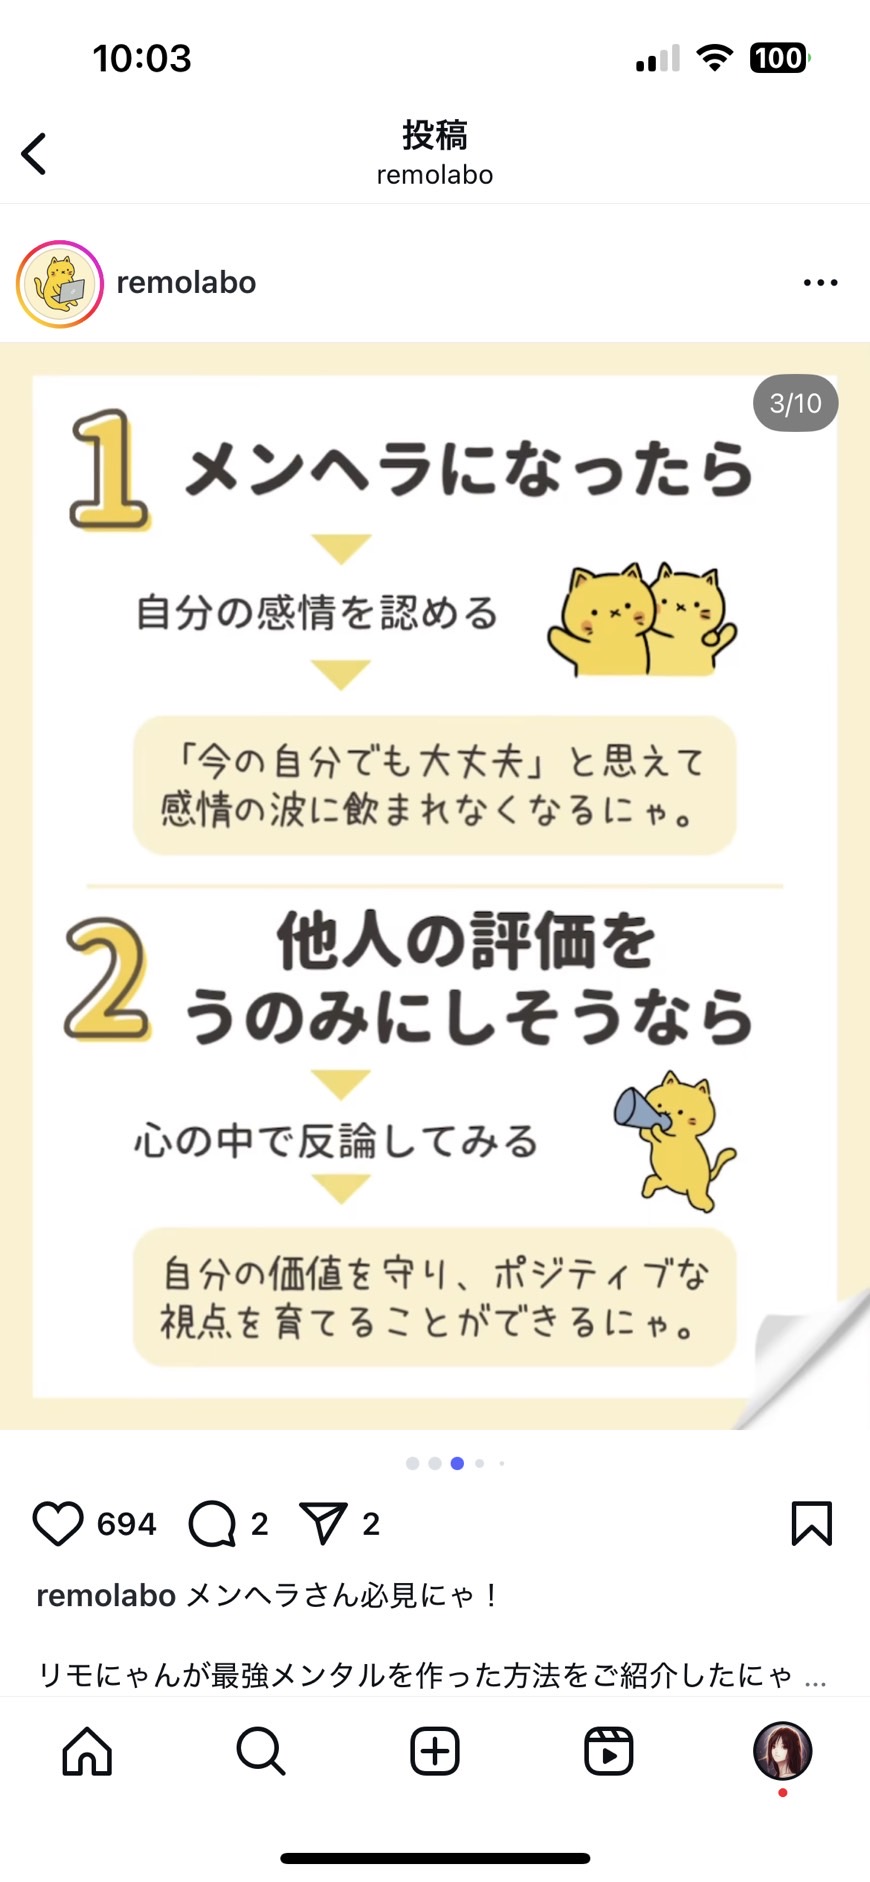 10:03
100
投稿
remolabo
remolabo
3/10
1 メンヘラになったら
自分の感情を認める
「今の自分でも大丈夫」と思えて
感情の波に飲まれなくなるにゃ。
2 他人の評価を
うのみにしそうなら
心の中で反論してみる
自分の価値を守り、ポジティブな
視点を育てることができるにゃ。
694 2 2
remolabo メンヘラさん必見にゃ！
リモにゃんが最強メンタルを作った方法をご紹介したにゃ ...